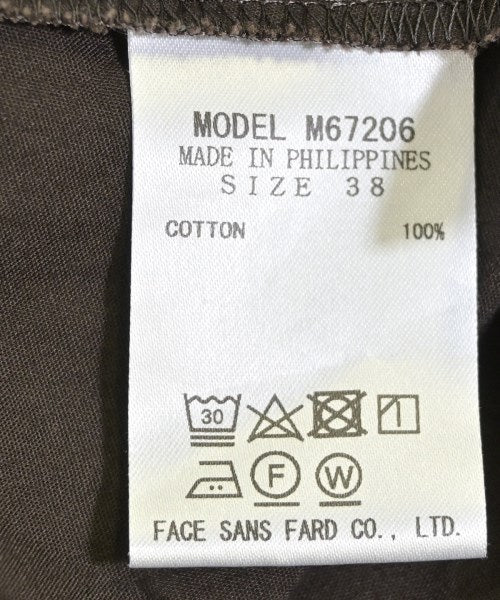 MODEL M67206
MADE IN PHILIPPINES
SIZE 38
COTTON 100%
30
F W
FACE SANS FARD CO., LTD.